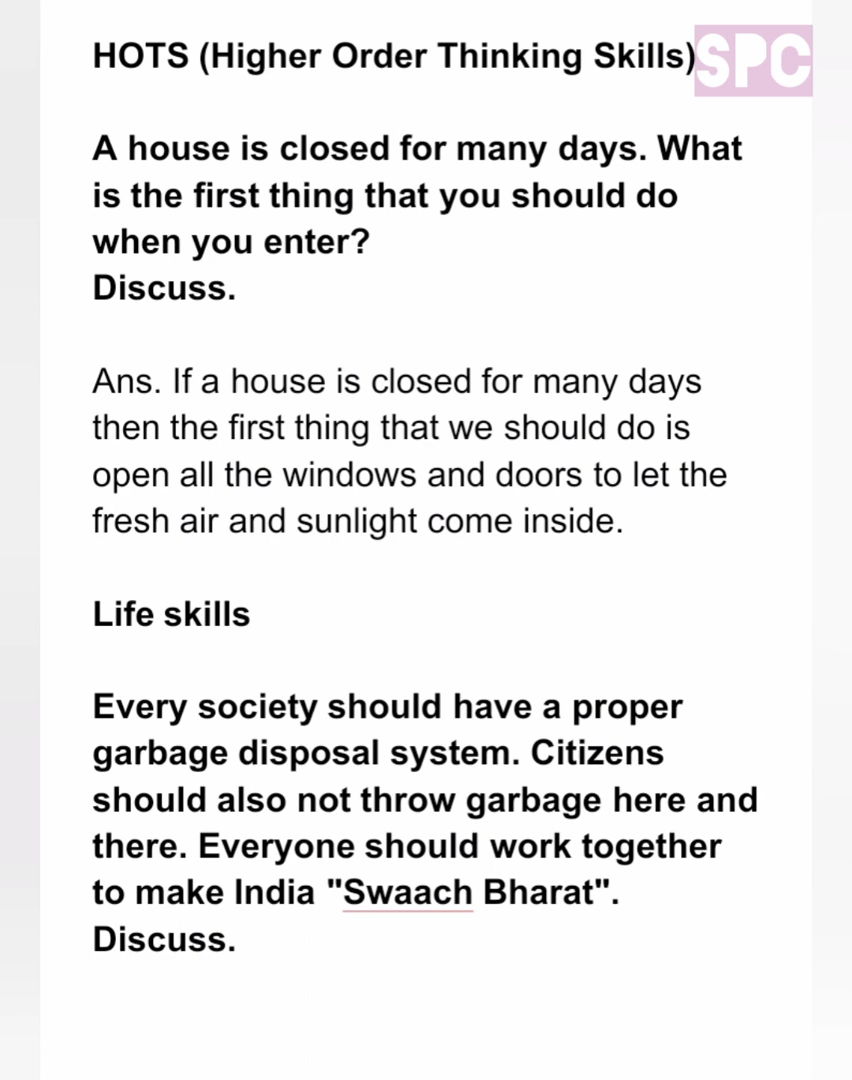 HOTS (Higher Order Thinking Skills)
SPC
A house is closed for many days. What
is the first thing that you should do
when you enter?
Discuss.
Ans. If a house is closed for many days
then the first thing that we should do is
open all the windows and doors to let the
fresh air and sunlight come inside.
Life skills
Every society should have a proper
garbage disposal system. Citizens
should also not throw garbage here and
there. Everyone should work together
to make India "Swaach Bharat".
Discuss.